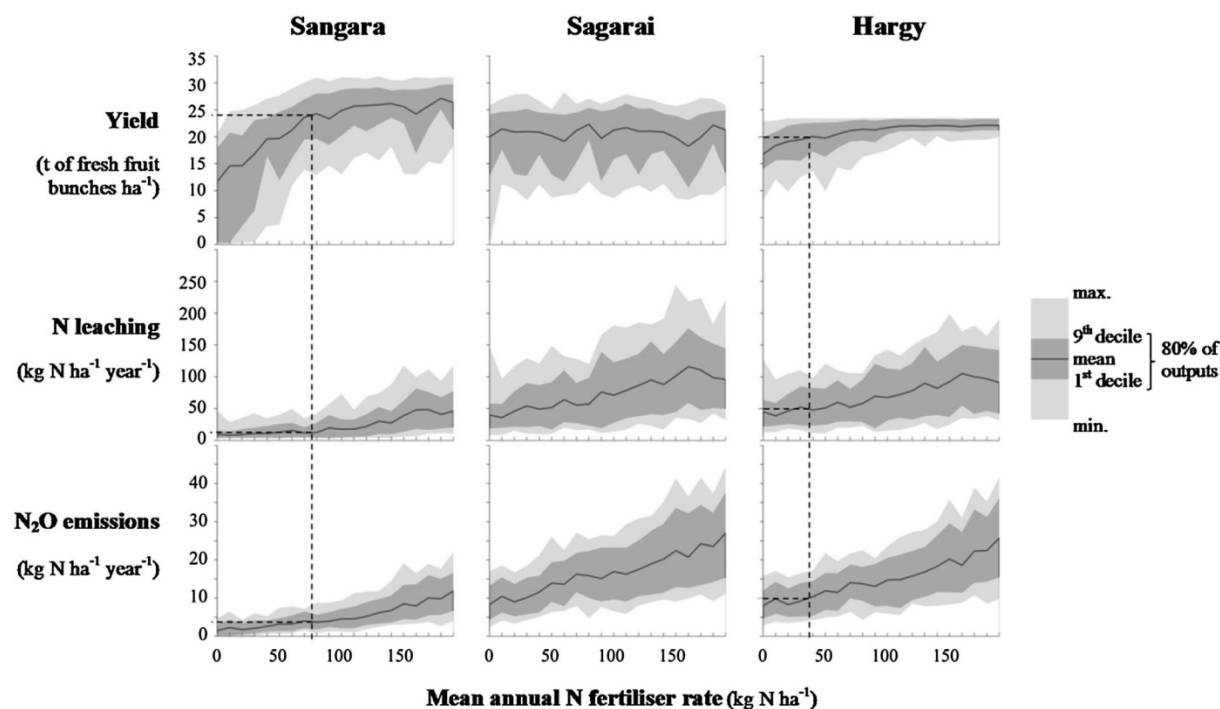 Sangara Sagarai Hargy
Yield
(t of fresh fruit
bunches ha⁻¹)
35
30
25
20
15
10
5
0
N leaching
(kg N ha⁻¹ year⁻¹)
250
200
150
100
50
0
max.
9th decile
mean
1st decile
min.
80% of
outputs
N₂O emissions
(kg N ha⁻¹ year⁻¹)
40
30
20
10
0
0 50 100 150 0 50 100 150 0 50 100 150
Mean annual N fertiliser rate (kg N ha⁻¹)